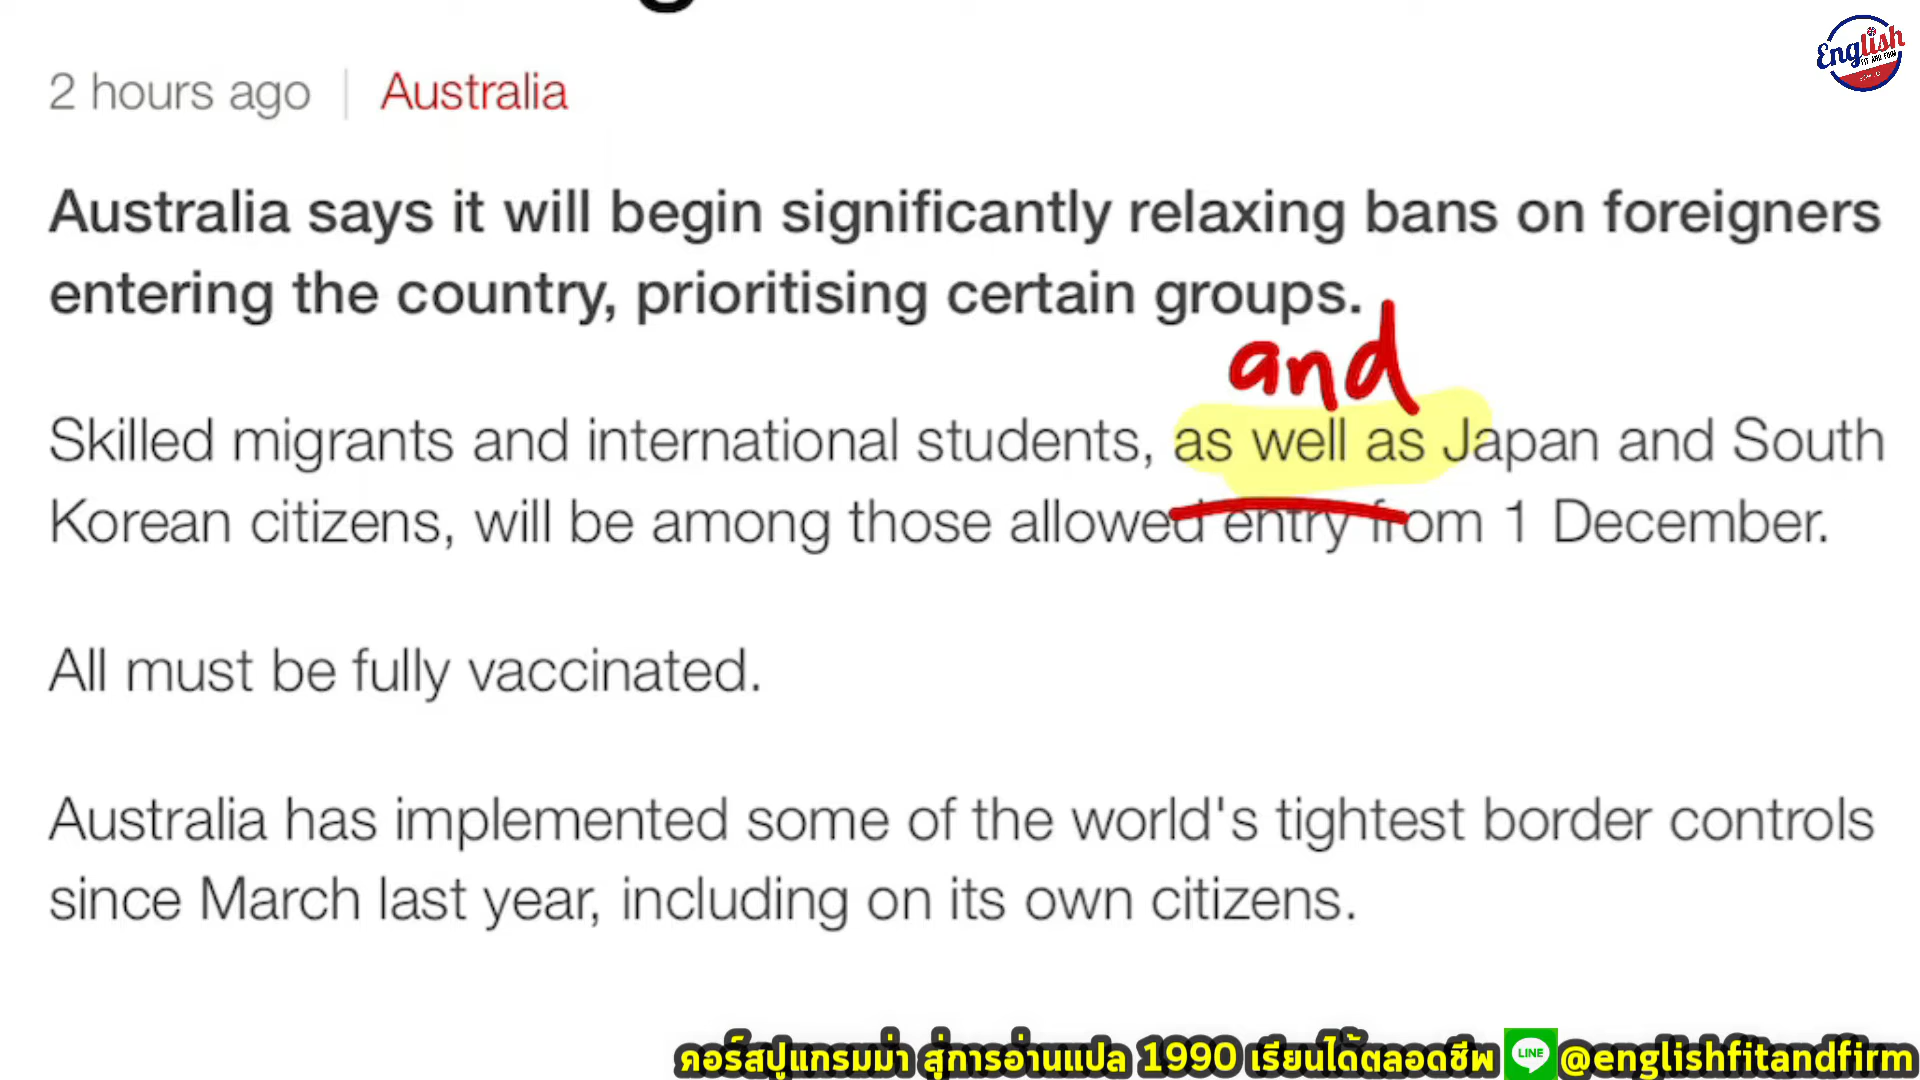 English
FIT AND FIRM
2 hours ago | Australia
Australia says it will begin significantly relaxing bans on foreigners
entering the country, prioritising certain groups.
and
Skilled migrants and international students, as well as Japan and South
Korean citizens, will be among those allowed entry from 1 December.
All must be fully vaccinated.
Australia has implemented some of the world's tightest border controls
since March last year, including on its own citizens.
คอร์สปูแกรมม่า สู่การอ่านแปล 1990 เรียนได้ตลอดชีพ LINE @englishfitandfirm